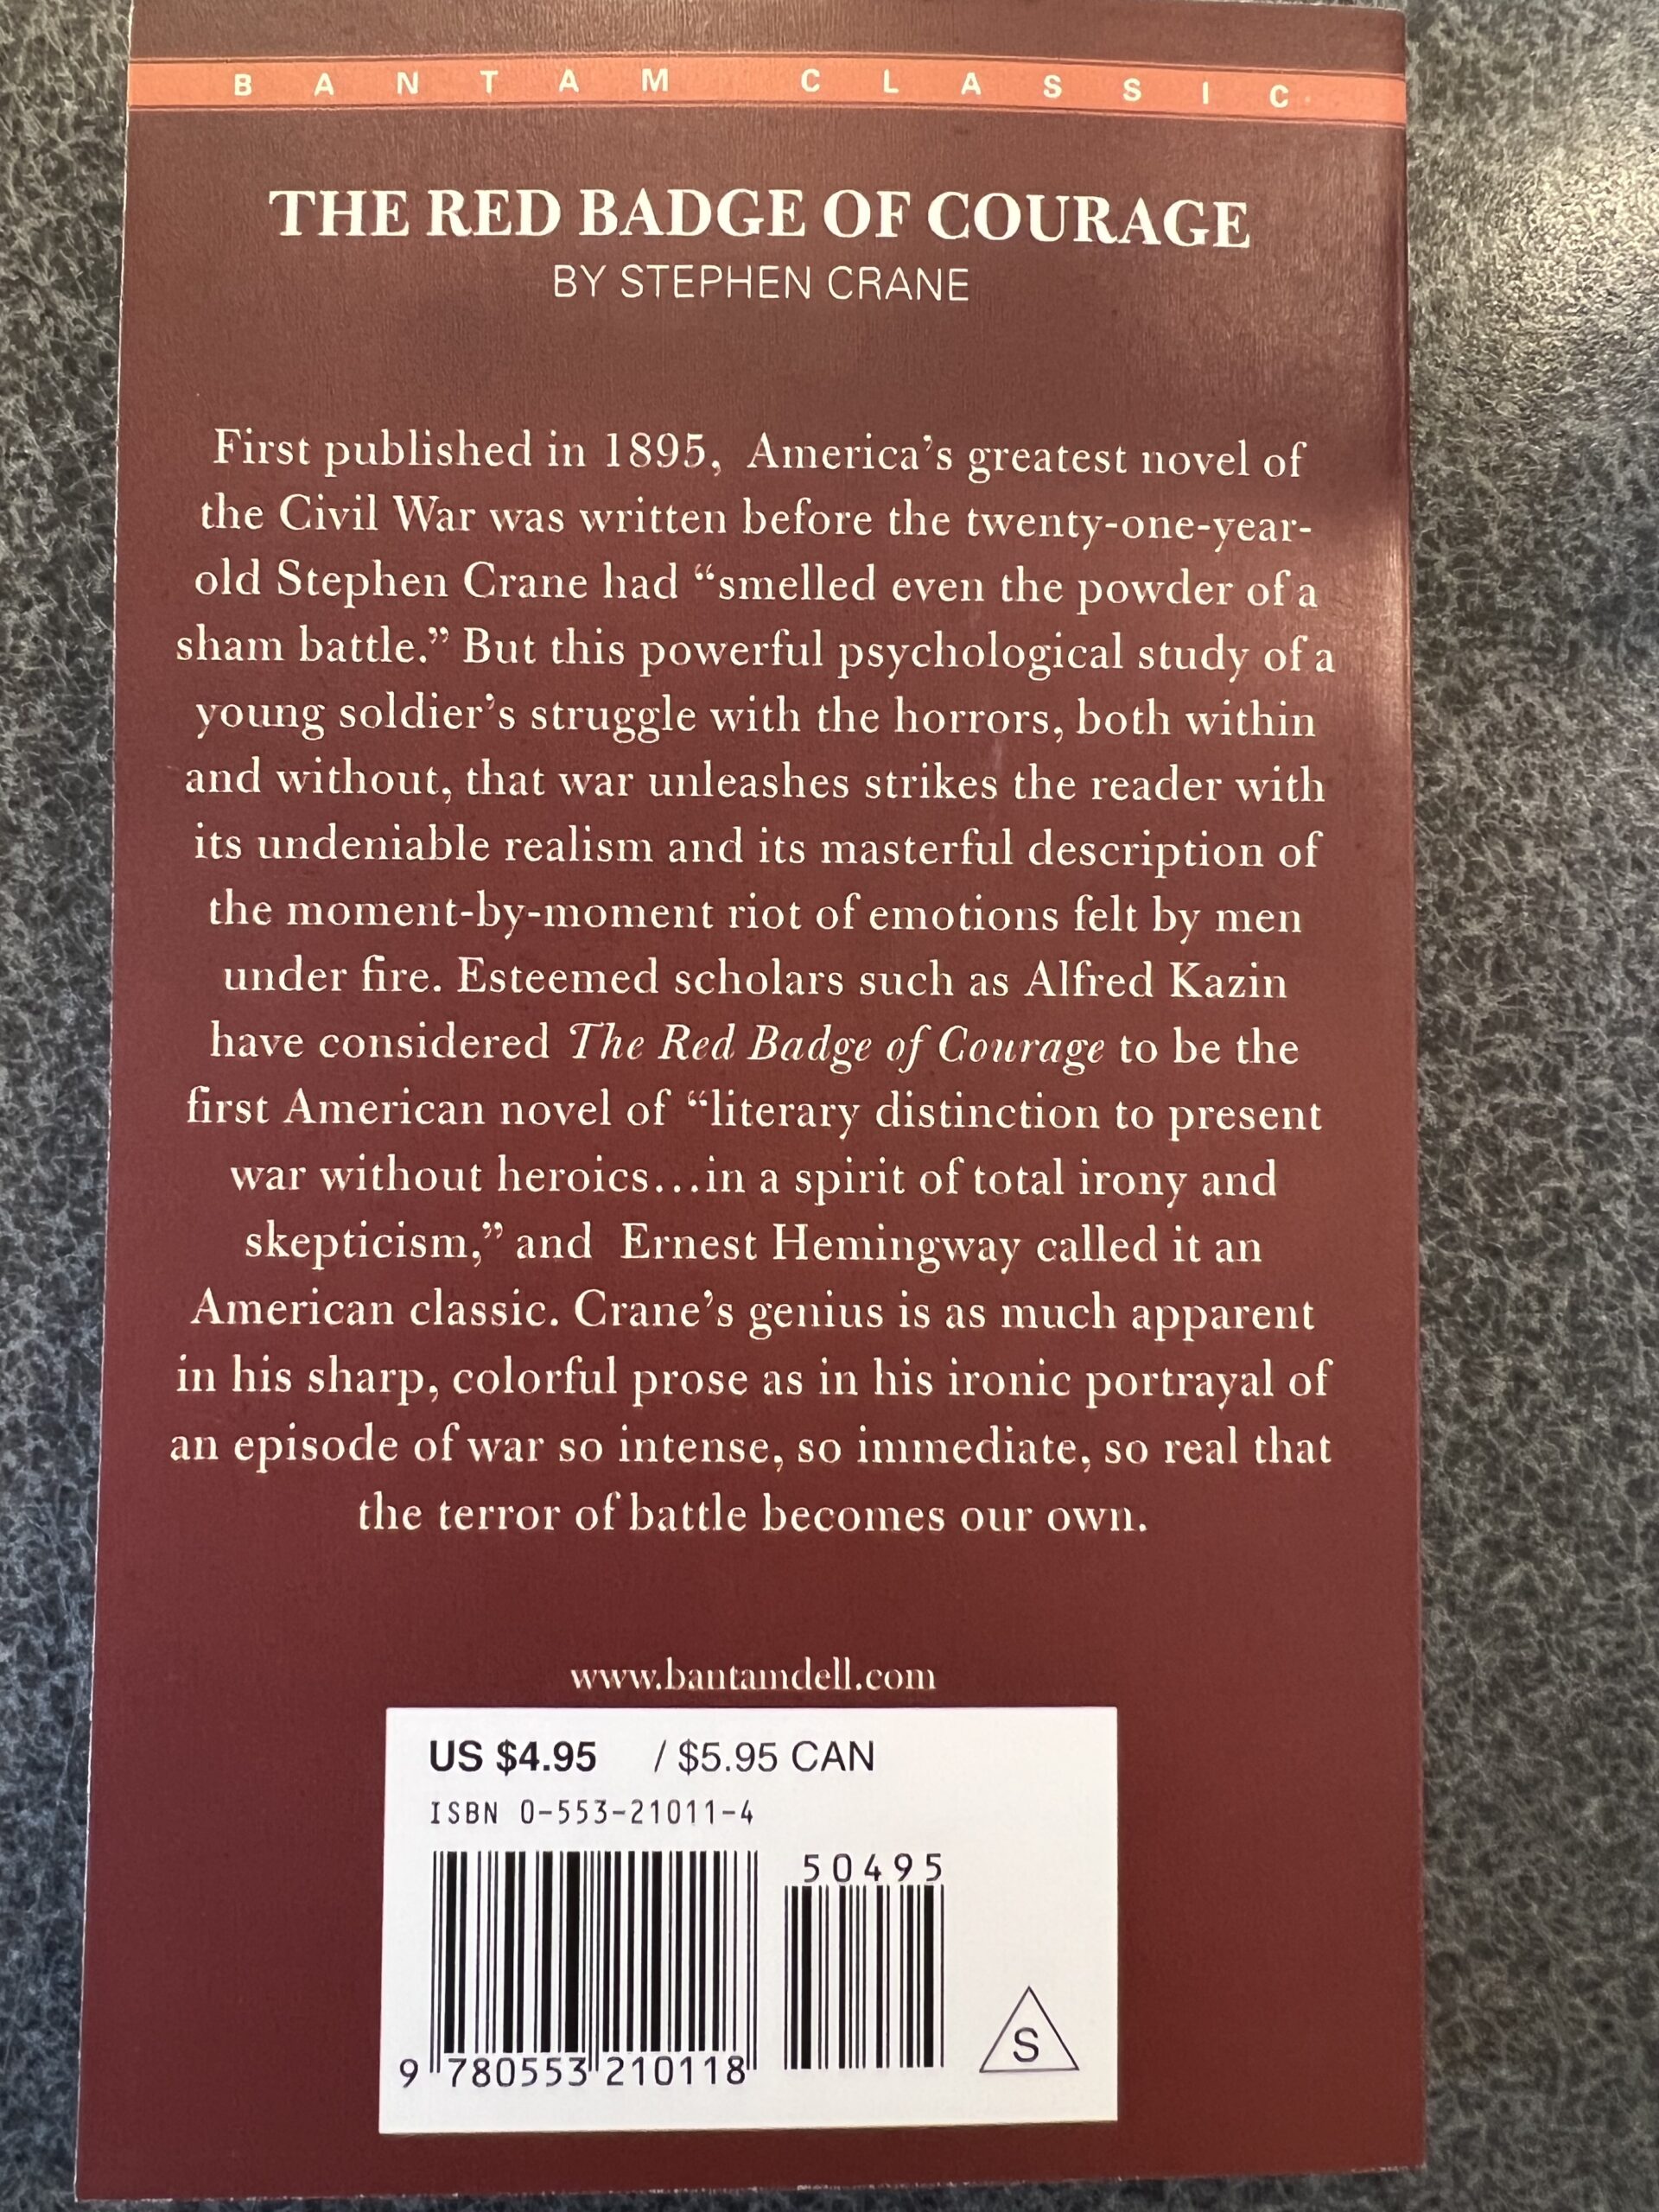 BANTAM CLASSIC
THE RED BADGE OF COURAGE
BY STEPHEN CRANE
First published in 1895, America's greatest novel of
the Civil War was written before the twenty-one-year-
old Stephen Crane had “smelled even the powder of a
sham battle.” But this powerful psychological study of a
young soldier's struggle with the horrors, both within
and without, that war unleashes strikes the reader with
its undeniable realism and its masterful description of
the moment-by-moment riot of emotions felt by men
under fire. Esteemed scholars such as Alfred Kazin
have considered The Red Badge of Courage to be the
first American novel of “literary distinction to present
war without heroics...in a spirit of total irony and
skepticism,” and Ernest Hemingway called it an
American classic. Crane's genius is as much apparent
in his sharp, colorful prose as in his ironic portrayal of
an episode of war so intense, so immediate, so real that
the terror of battle becomes our own.
www.bantamdell.com
US $4.95 / $5.95 CAN
ISBN 0-553-21011-4
50495
9 780553 210118
S